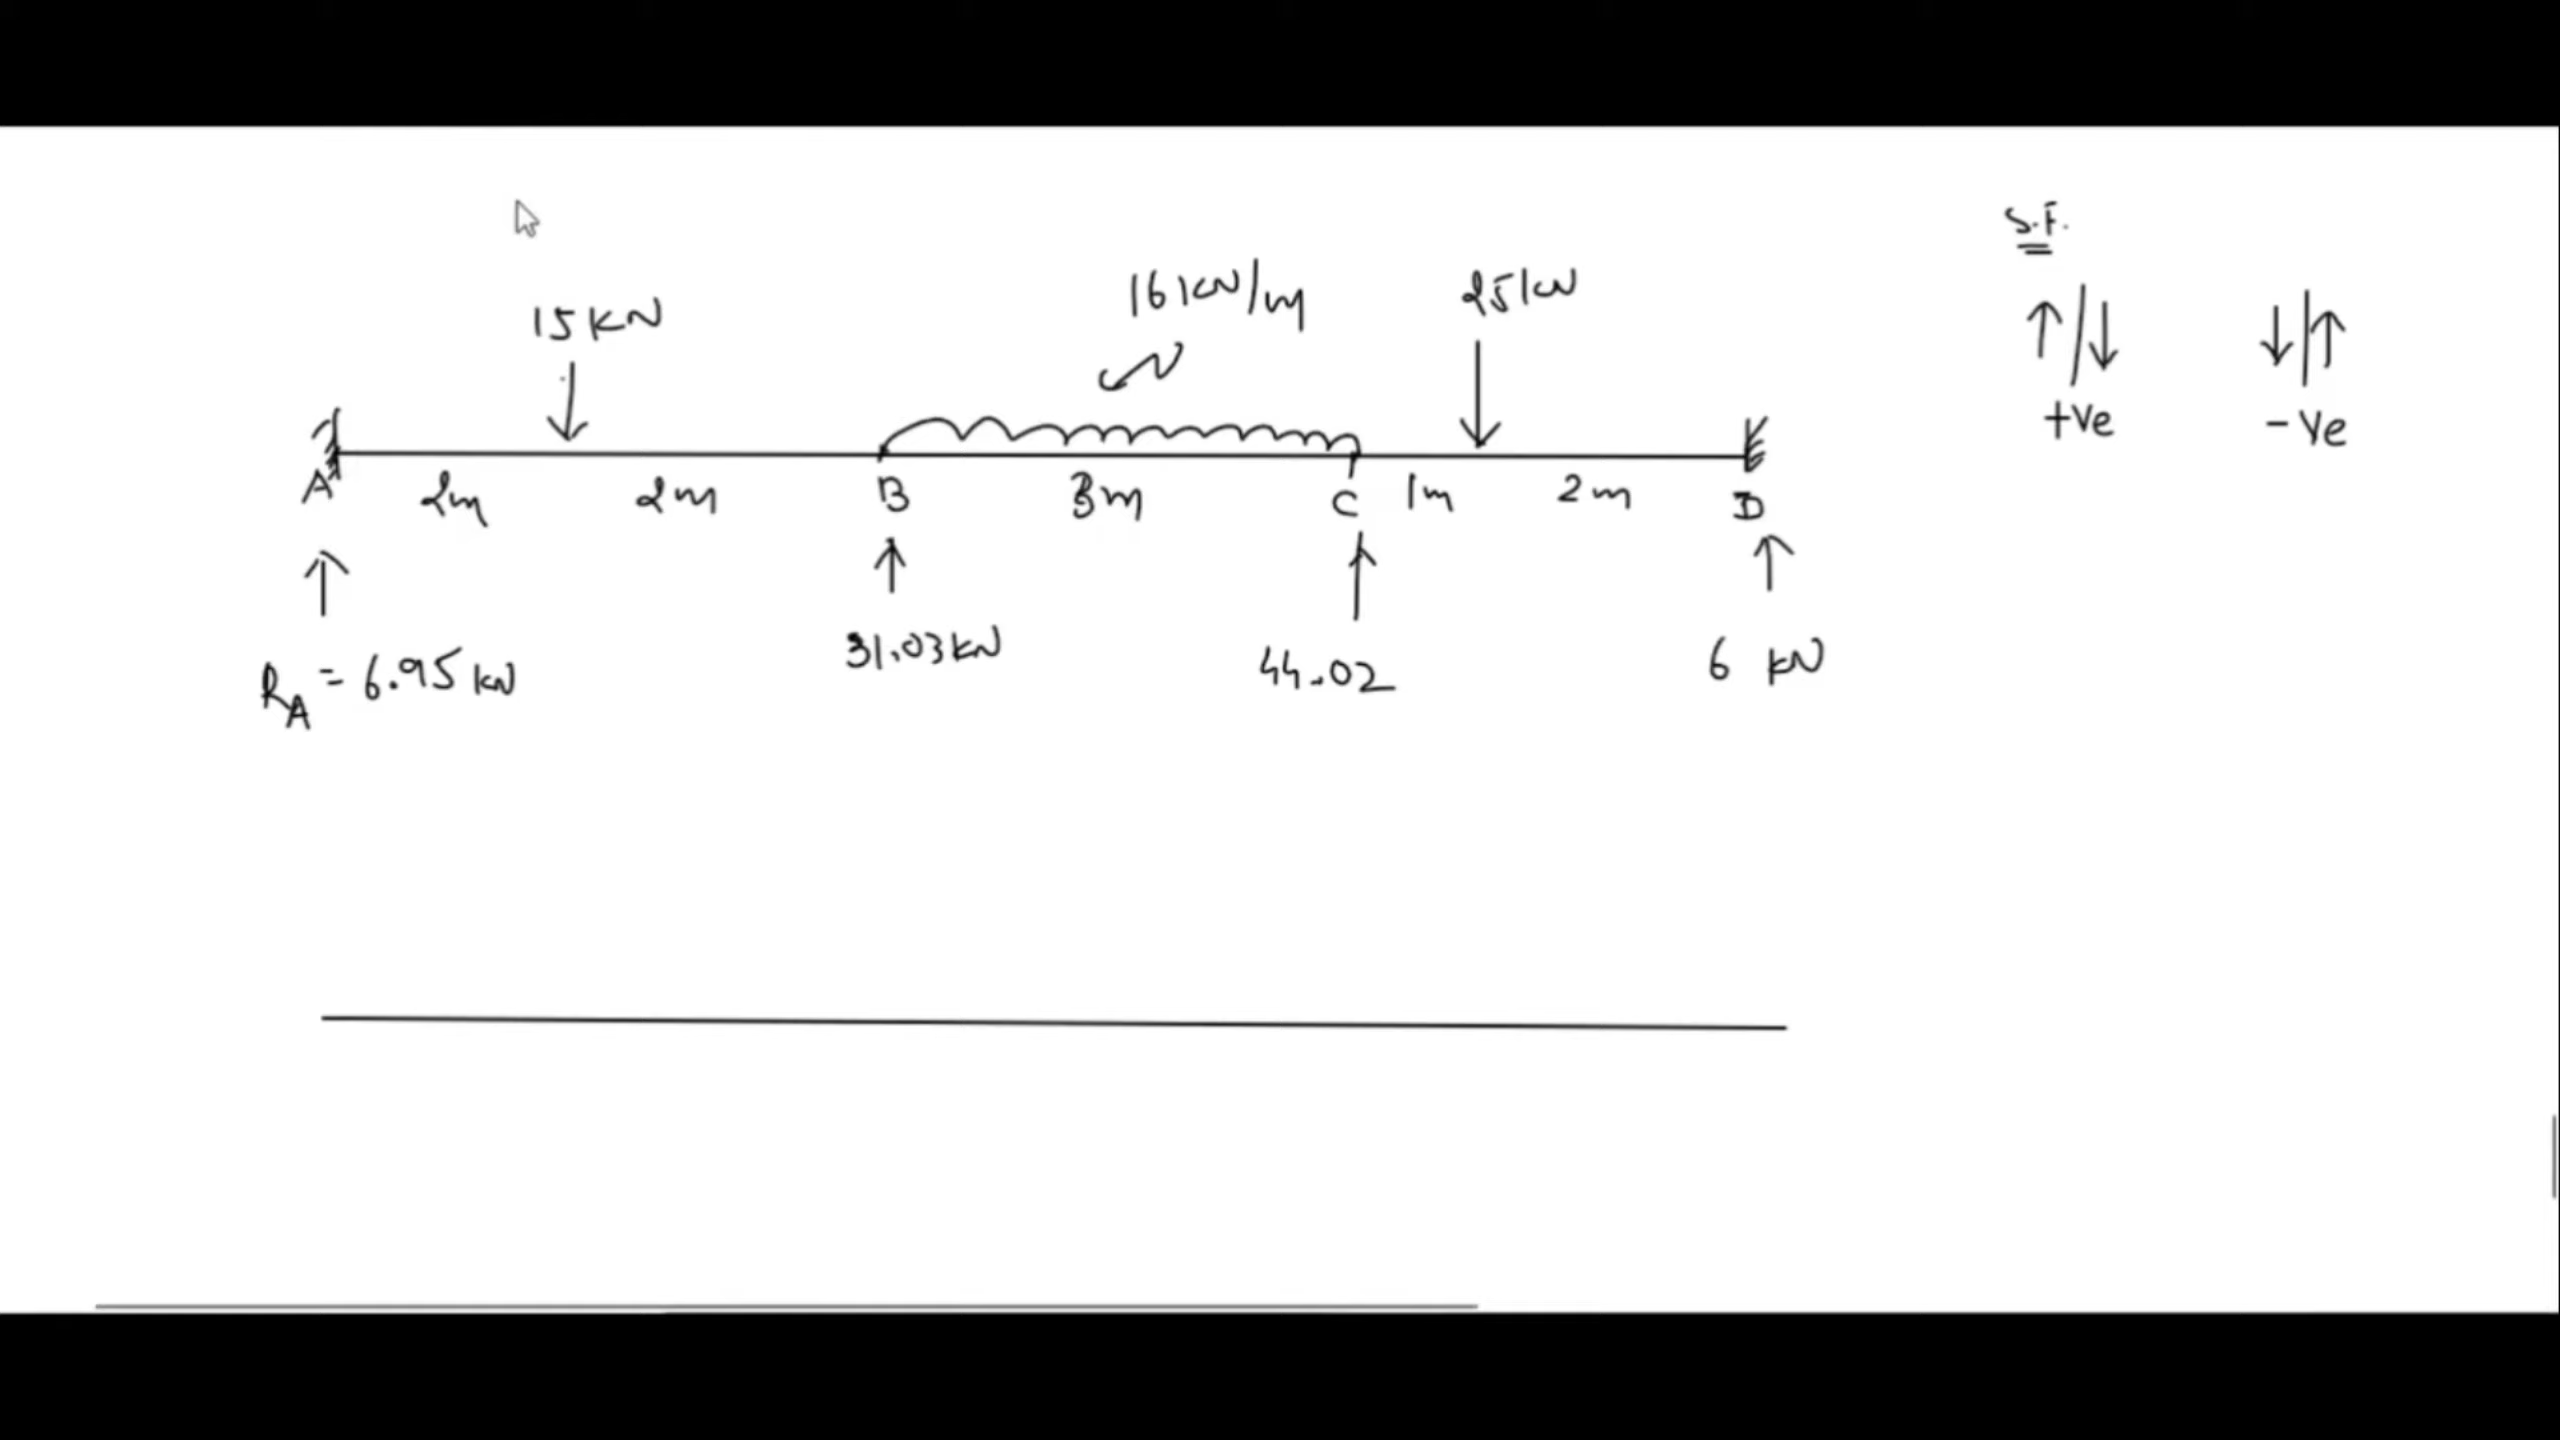 S.F.
16 kN/m
25 kN
15 kN
+Ve
-Ve
A
2m
2m
B
3m
C
1m
2m
D
R_A = 6.95 kN
31.03 kN
44.02
6 kN